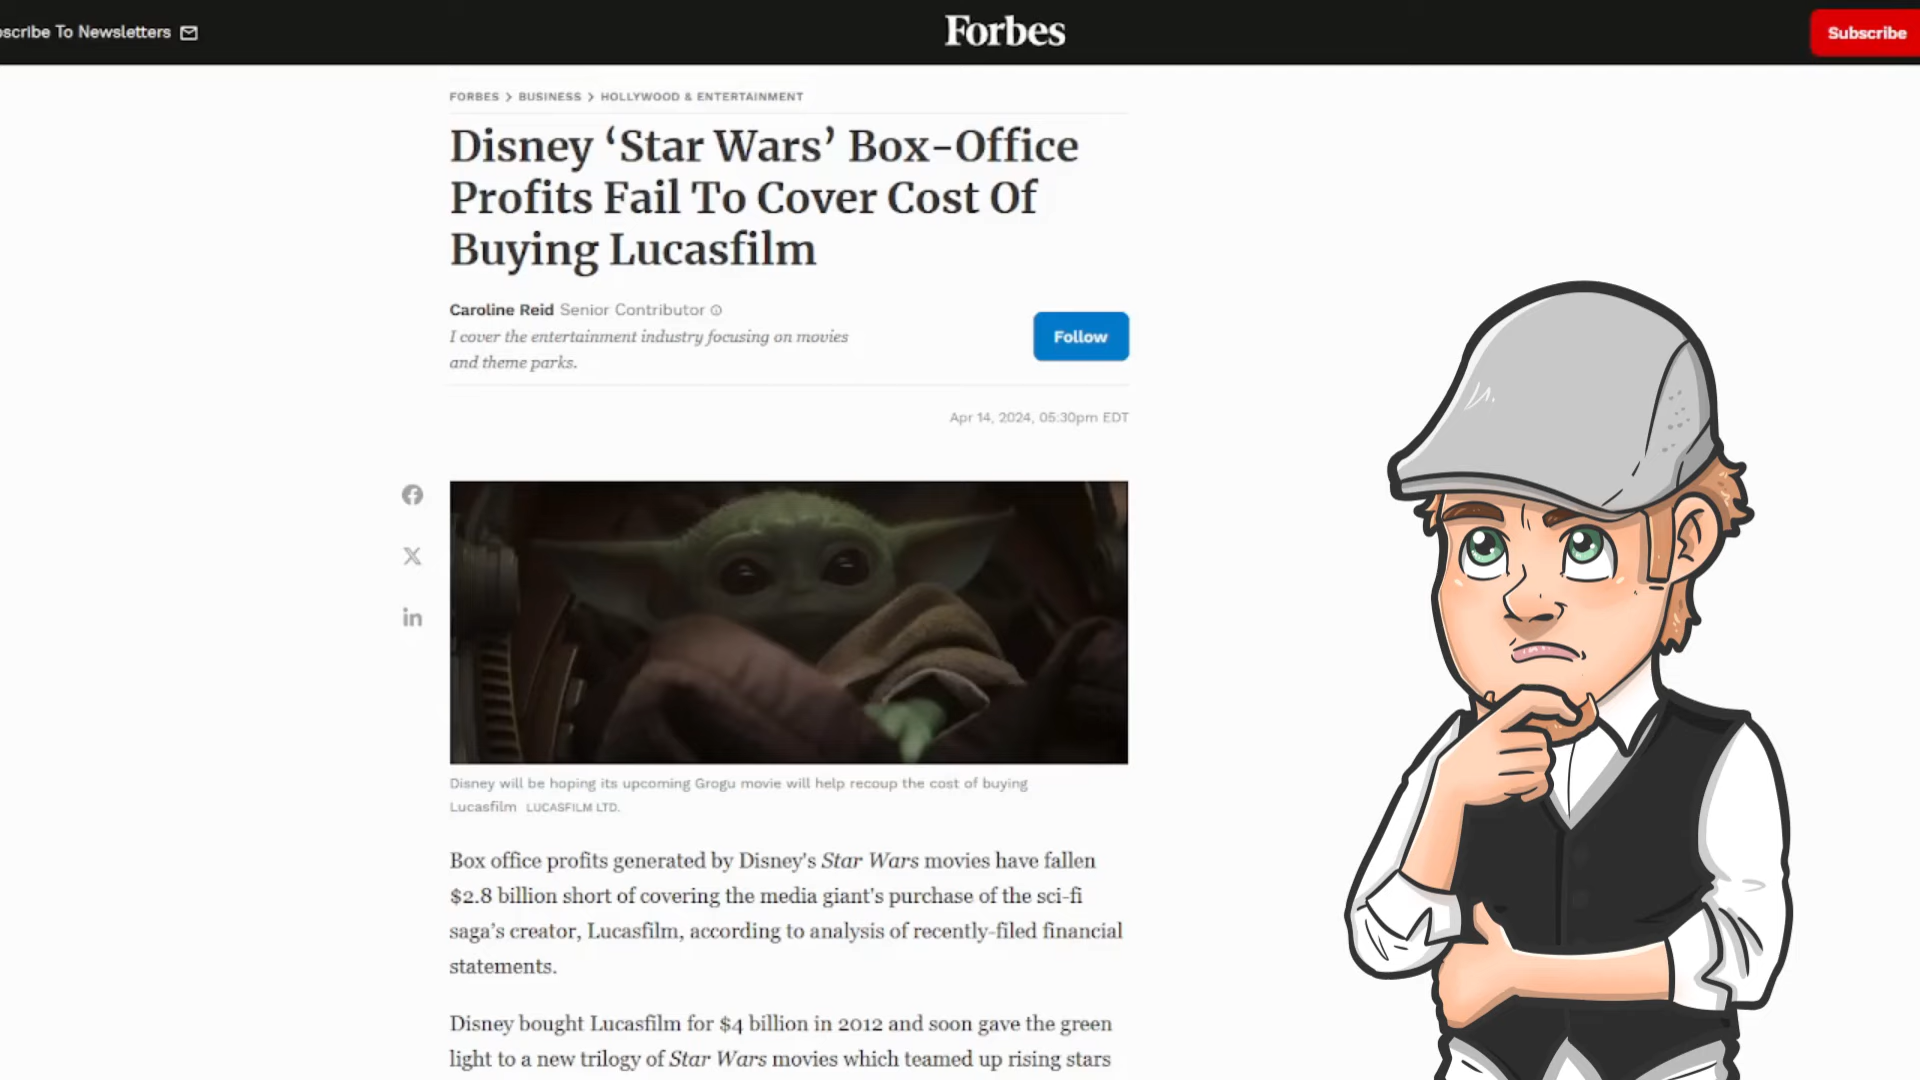 scribe To Newsletters
Forbes
Subscribe
FORBES > BUSINESS > HOLLYWOOD & ENTERTAINMENT
Disney ‘Star Wars’ Box-Office
Profits Fail To Cover Cost Of
Buying Lucasfilm
Caroline Reid Senior Contributor
I cover the entertainment industry focusing on movies
and theme parks.
Follow
Apr 14, 2024, 05:30pm EDT
Disney will be hoping its upcoming Grogu movie will help recoup the cost of buying
Lucasfilm LUCASFILM LTD.
Box office profits generated by Disney's Star Wars movies have fallen
$2.8 billion short of covering the media giant's purchase of the sci-fi
saga’s creator, Lucasfilm, according to analysis of recently-filed financial
statements.
Disney bought Lucasfilm for $4 billion in 2012 and soon gave the green
light to a new trilogy of Star Wars movies which teamed up rising stars